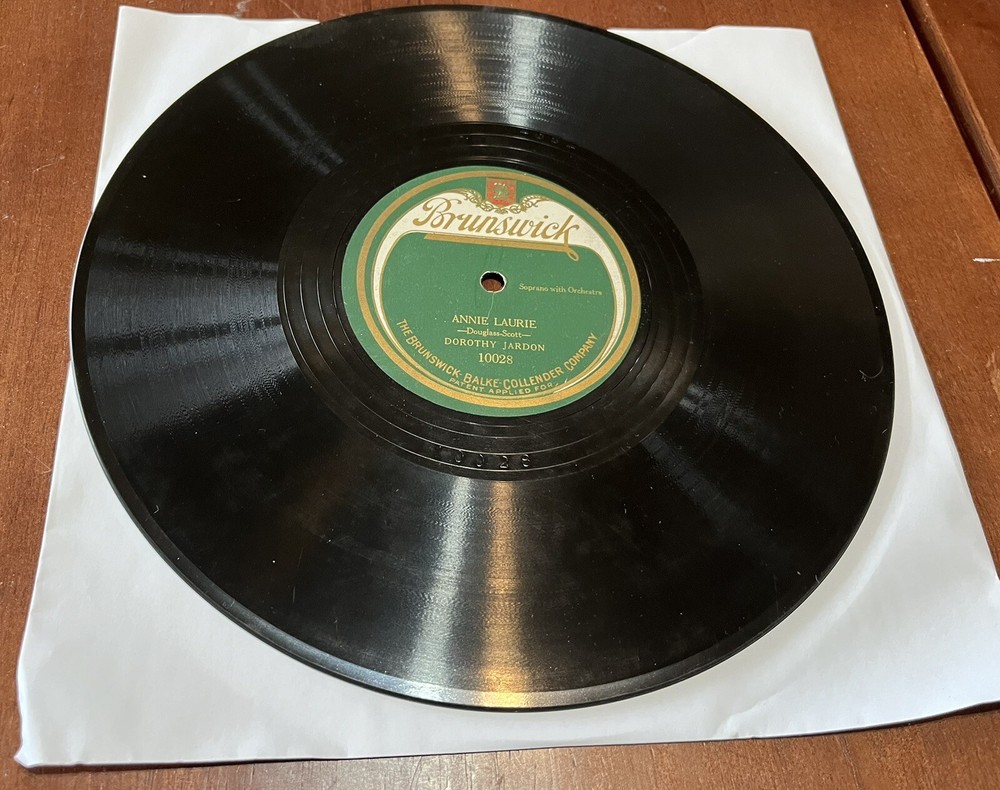 Brunswick
Soprano with Orchestra
ANNIE LAURIE
—Douglass-Scott—
DOROTHY JARDON
10028
THE BRUNSWICK-BALKE-COLLENDER COMPANY
PATENT APPLIED FOR
10028